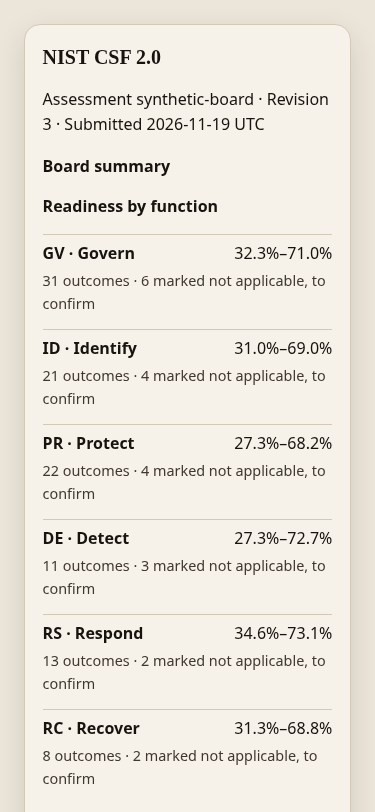 NIST CSF 2.0
Assessment synthetic-board · Revision
3 · Submitted 2026-11-19 UTC
Board summary
Readiness by function
GV · Govern 32.3%–71.0%
31 outcomes · 6 marked not applicable, to
confirm
ID · Identify 31.0%–69.0%
21 outcomes · 4 marked not applicable, to
confirm
PR · Protect 27.3%–68.2%
22 outcomes · 4 marked not applicable, to
confirm
DE · Detect 27.3%–72.7%
11 outcomes · 3 marked not applicable, to
confirm
RS · Respond 34.6%–73.1%
13 outcomes · 2 marked not applicable, to
confirm
RC · Recover 31.3%–68.8%
8 outcomes · 2 marked not applicable, to
confirm